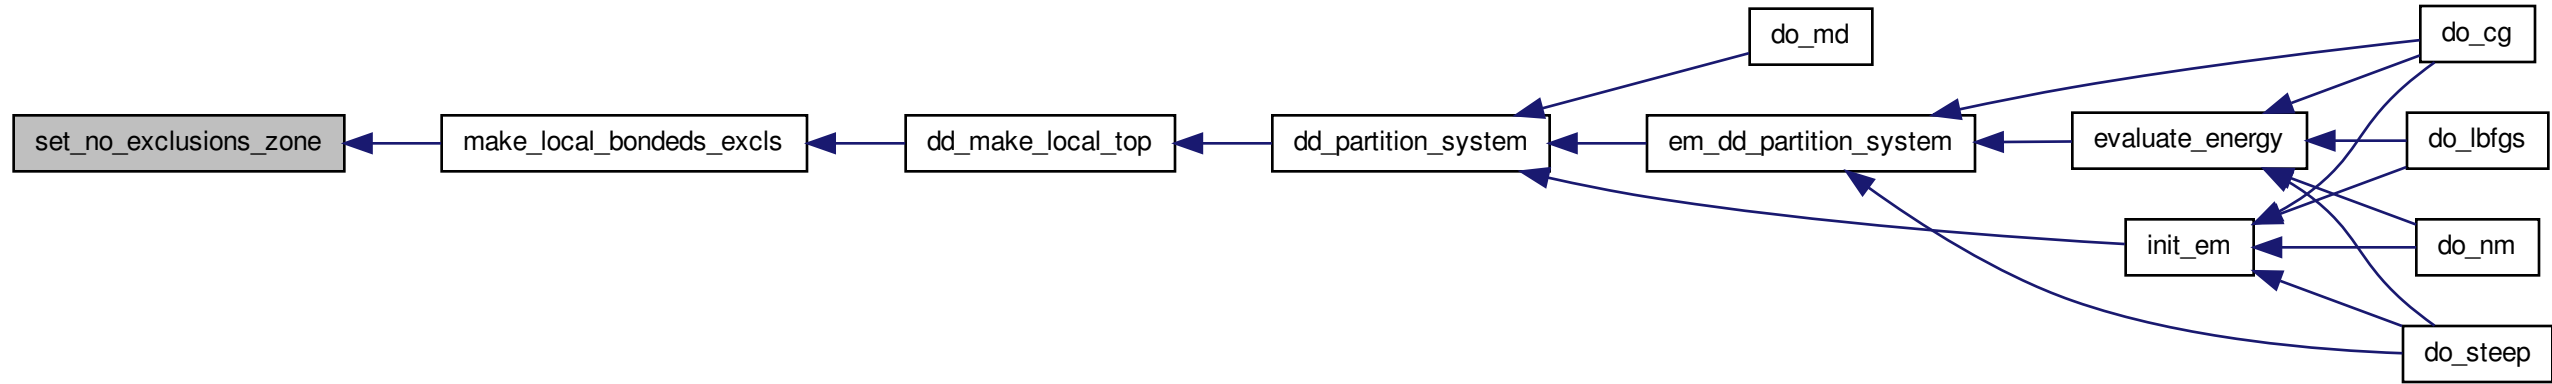 set_no_exclusions_zone
make_local_bondeds_excls
dd_make_local_top
dd_partition_system
do_md
em_dd_partition_system
evaluate_energy
init_em
do_cg
do_lbfgs
do_nm
do_steep